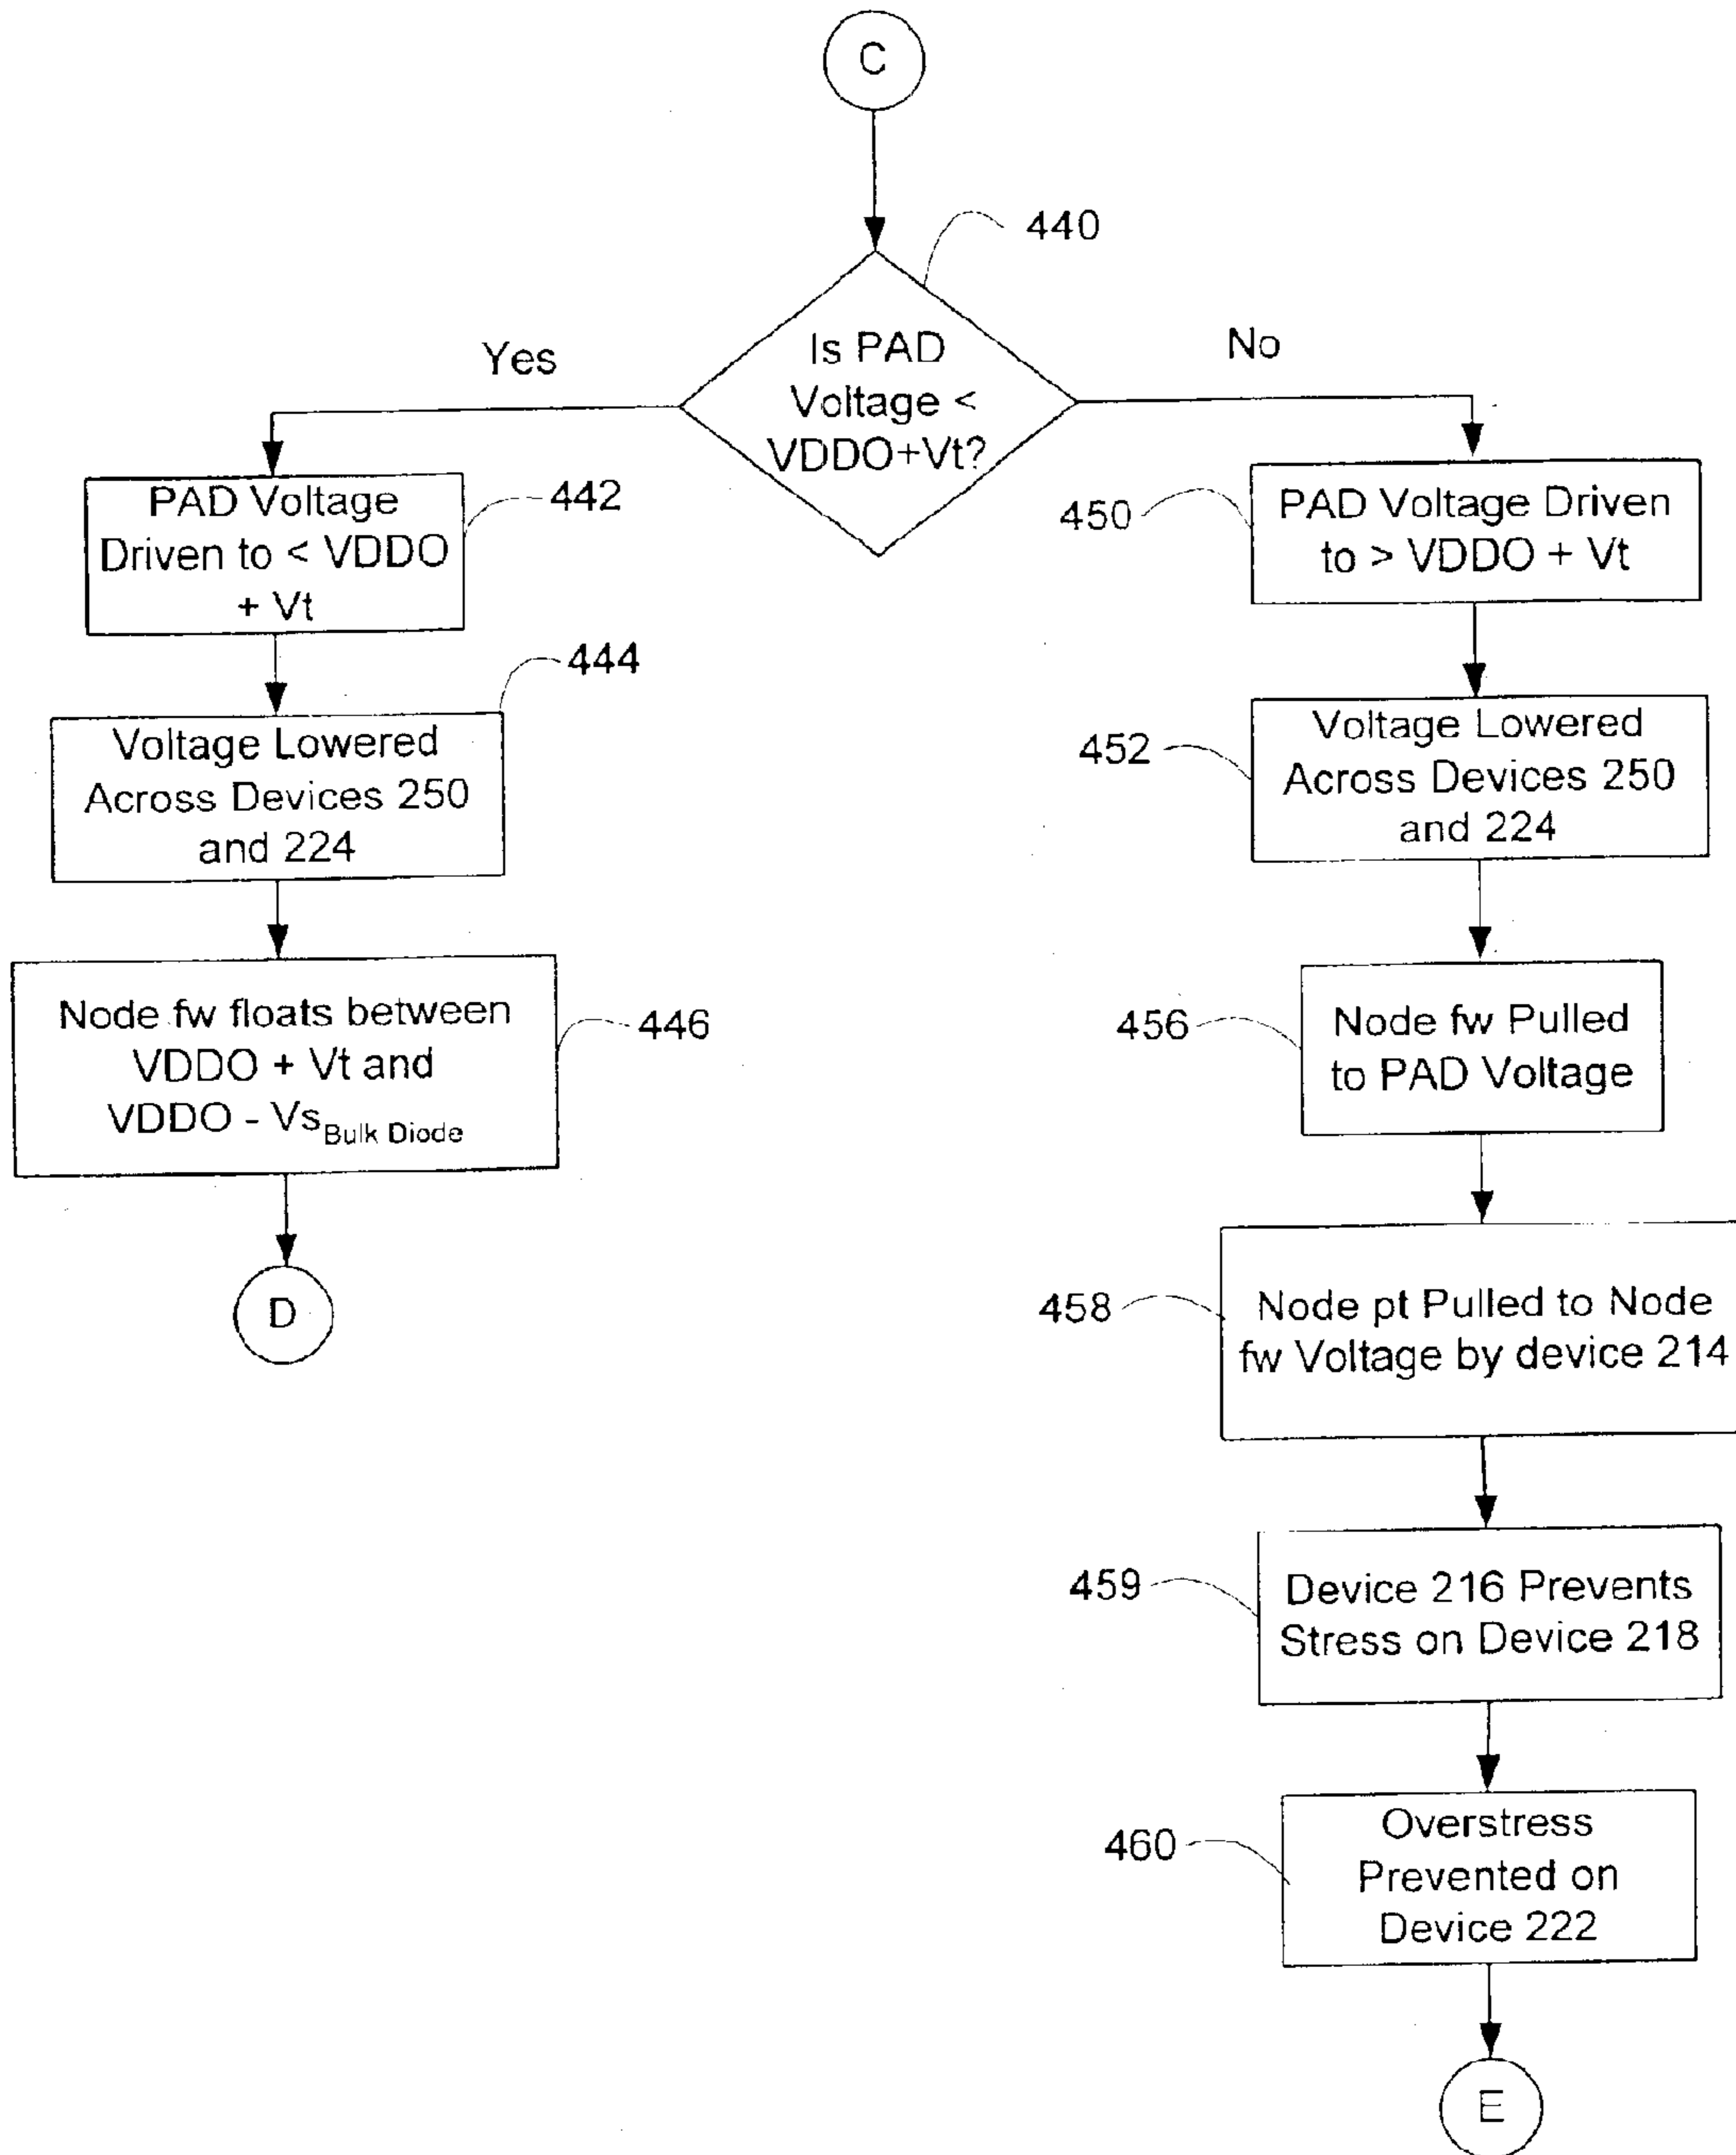 C
440
Is PAD
Voltage <
VDDO+Vt?
Yes
No
PAD Voltage
Driven to < VDDO
+ Vt
442
444
Voltage Lowered
Across Devices 250
and 224
Node fw floats between
VDDO + Vt and
VDDO - Vs Bulk Diode
446
D
450
PAD Voltage Driven
to > VDDO + Vt
452
Voltage Lowered
Across Devices 250
and 224
456
Node fw Pulled
to PAD Voltage
458
Node pt Pulled to Node
fw Voltage by device 214
459
Device 216 Prevents
Stress on Device 218
460
Overstress
Prevented on
Device 222
E